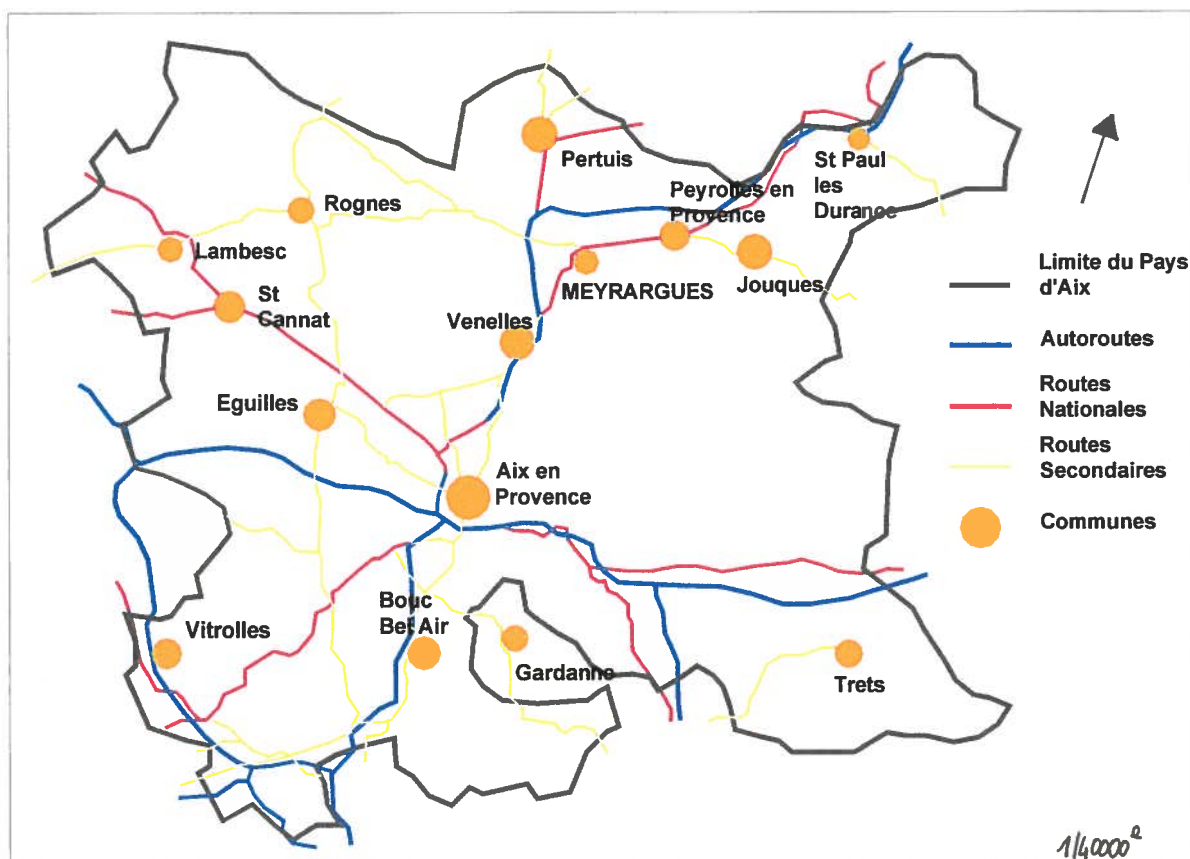 Pertuis
St Paul
les
Durance
Peyrolles en
Provence
Rognes
Lambesc
MEYRARGUES
Jouques
St
Cannat
Venelles
Eguilles
Aix en
Provence
Bouc
Bel Air
Vitrolles
Gardanne
Trets
Limite du Pays
d'Aix
Autoroutes
Routes
Nationales
Routes
Secondaires
Communes
1/40000e